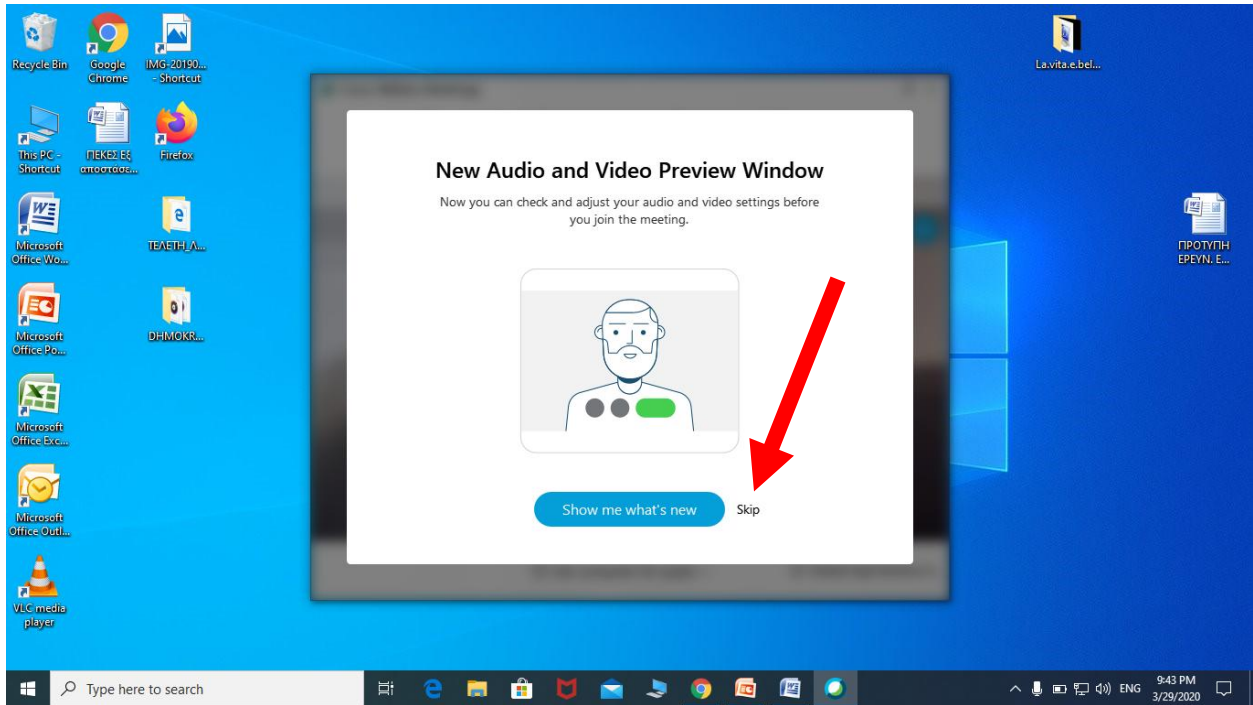 Recycle Bin
Google
Chrome
IMG-20190...
- Shortcut
La.vita.e.bel...
This PC -
Shortcut
ΠΕΚΕΣ Εξ
αποστάσε...
Firefox
New Audio and Video Preview Window
Now you can check and adjust your audio and video settings before
you join the meeting.
Microsoft
Office Wo...
ΤΕΛΕΤΗ_Λ...
ΠΡΟΤΥΠΗ
ΕΡΕΥΝ. Ε...
Microsoft
Office Po...
DHMOKR...
Microsoft
Office Exc...
Show me what's new
Skip
Microsoft
Office Outl...
VLC media
player
Type here to search
ENG
9:43 PM
3/29/2020